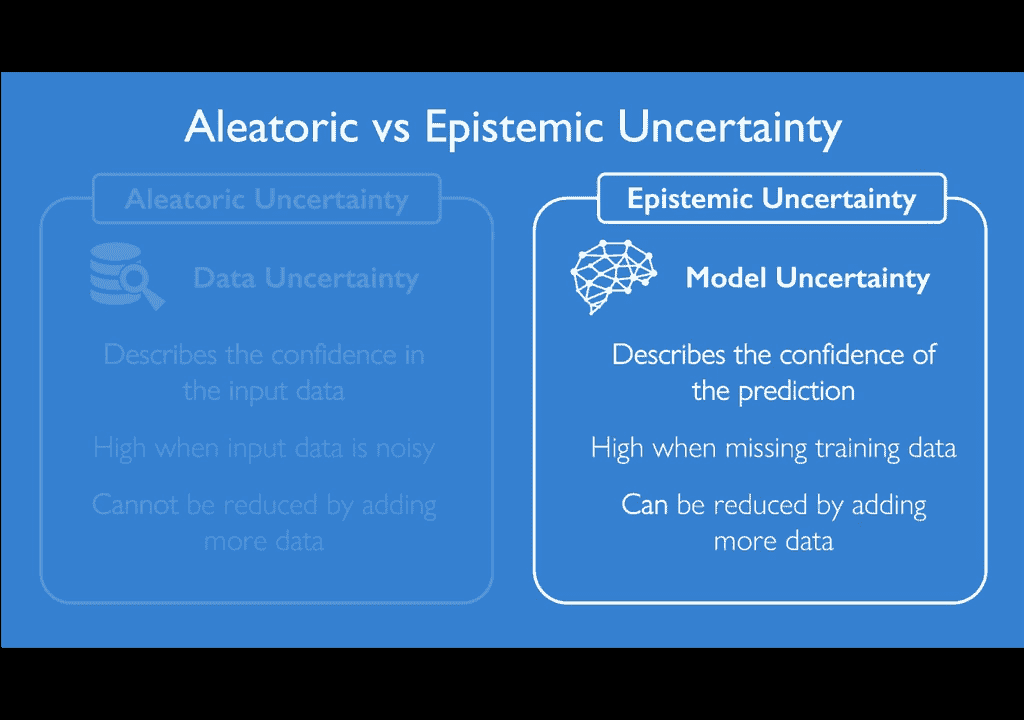 Aleatoric vs Epistemic Uncertainty
Aleatoric Uncertainty
Data Uncertainty
Describes the confidence in
the input data
High when input data is noisy
Cannot be reduced by adding
more data
Epistemic Uncertainty
Model Uncertainty
Describes the confidence of
the prediction
High when missing training data
Can be reduced by adding
more data